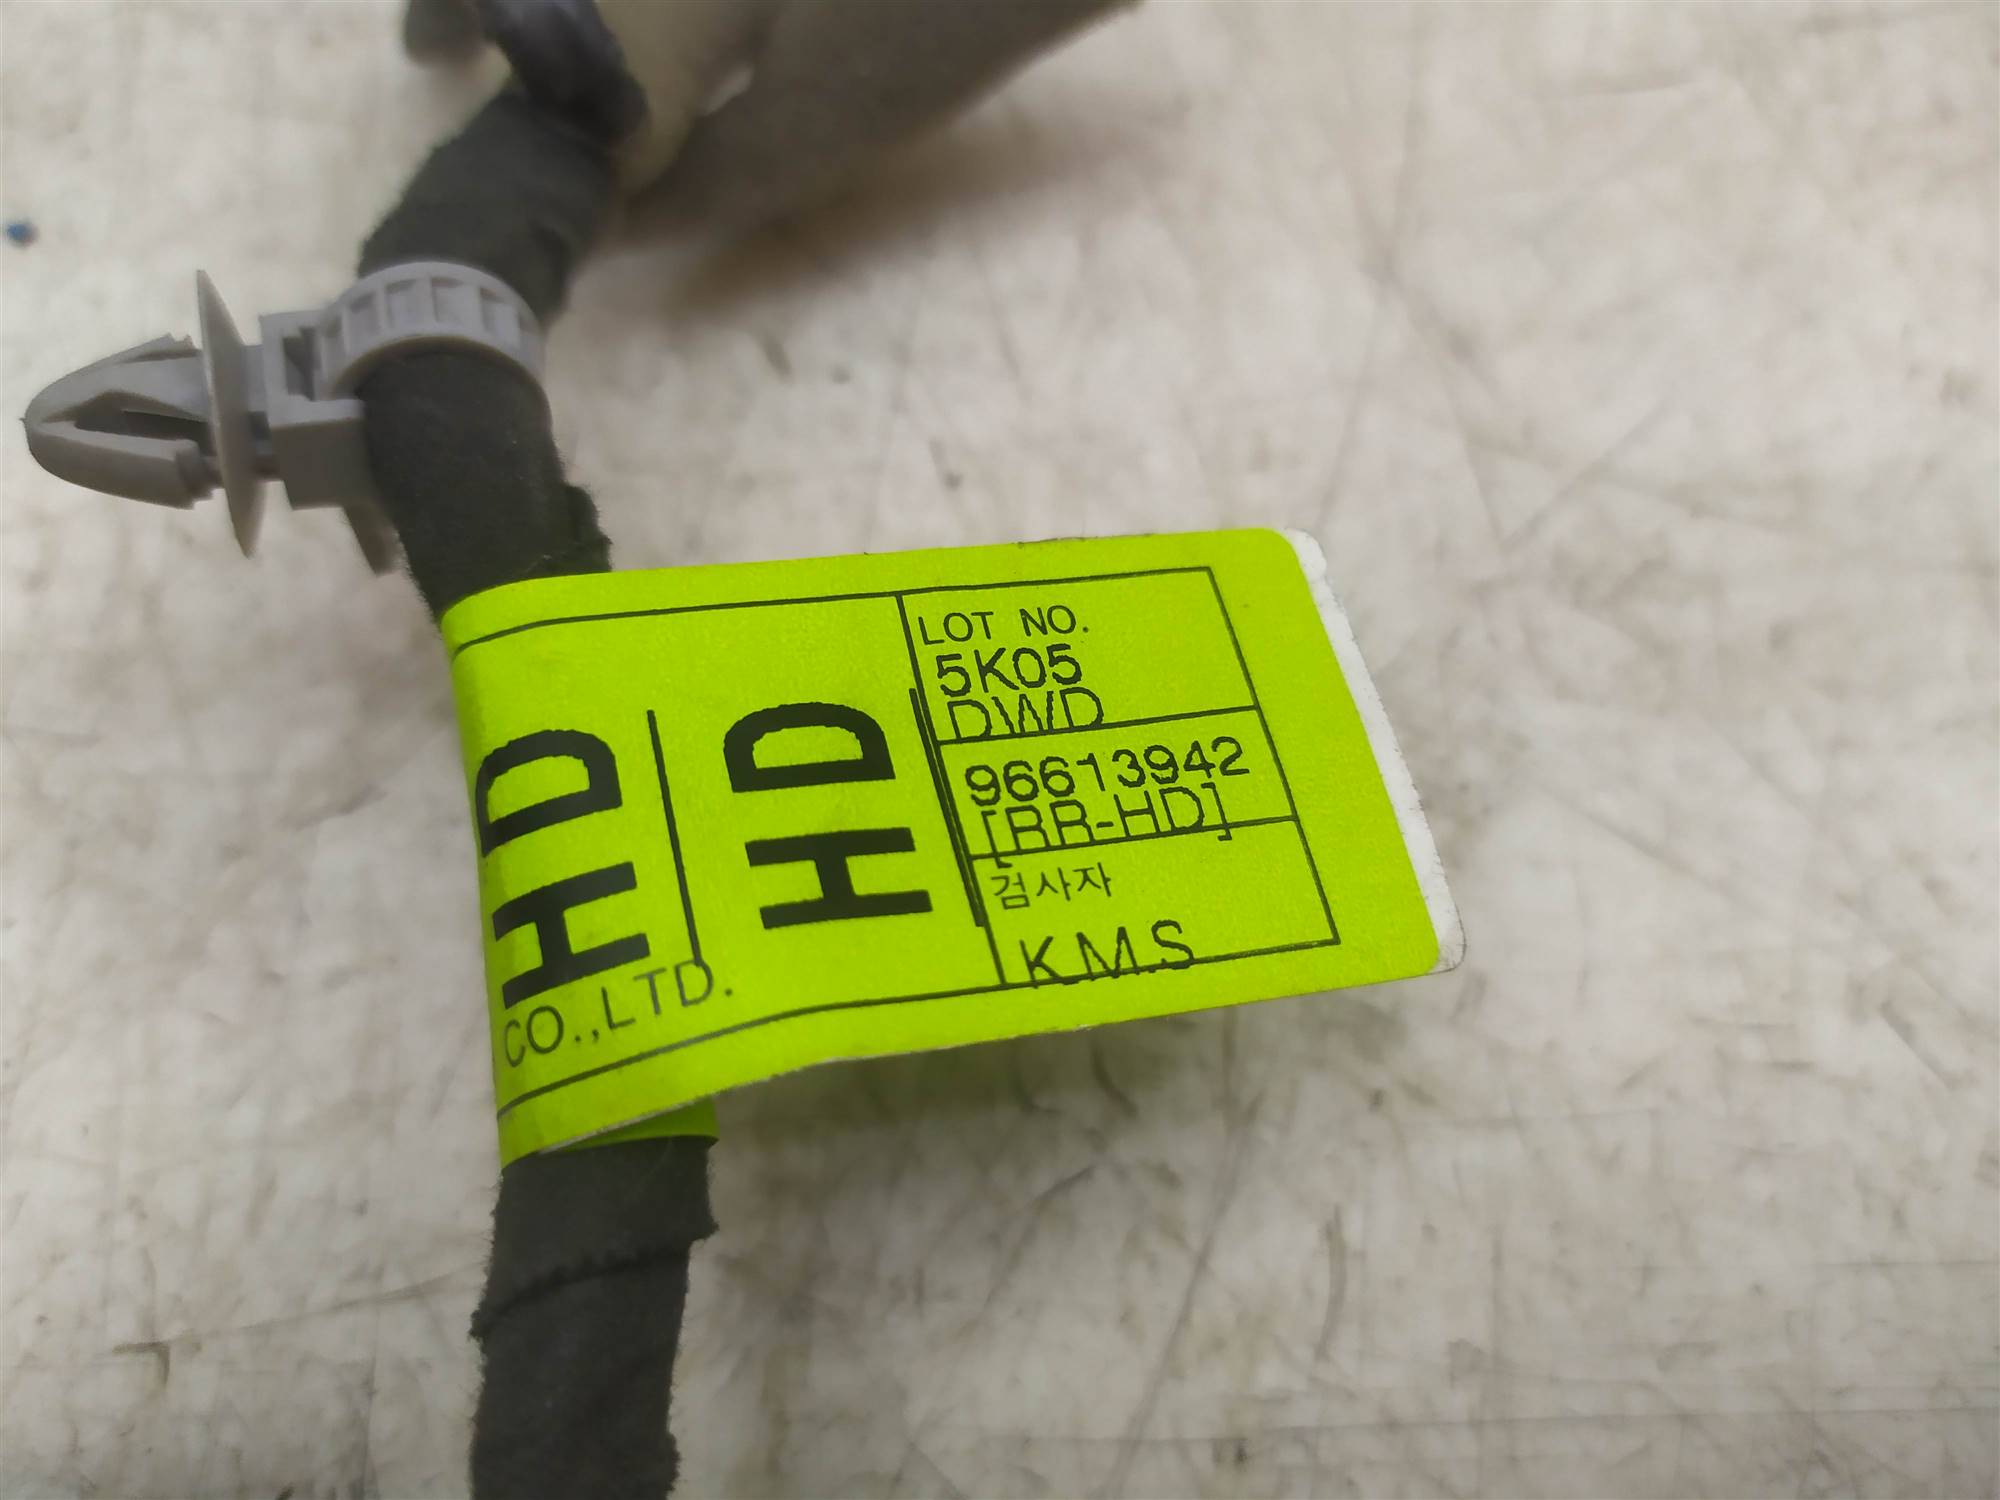 HD
HD
CO.,LTD.
LOT NO.
5K05
DWD
96613942
[RR-HD]
검사자
K.M.S